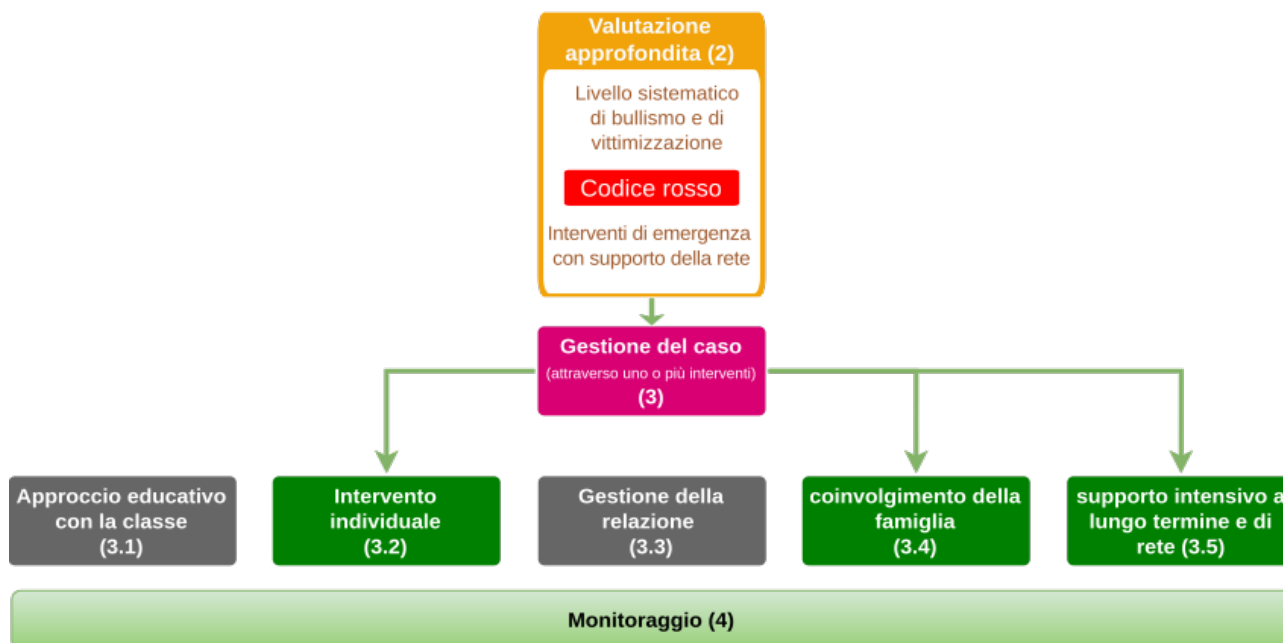 Valutazione
approfondita (2)
Livello sistematico
di bullismo e di
vittimizzazione
Codice rosso
Interventi di emergenza
con supporto della rete
Gestione del caso
(attraverso uno o più interventi)
(3)
Approccio educativo
con la classe
(3.1)
Intervento
individuale
(3.2)
Gestione della
relazione
(3.3)
coinvolgimento della
famiglia
(3.4)
supporto intensivo a
lungo termine e di
rete (3.5)
Monitoraggio (4)